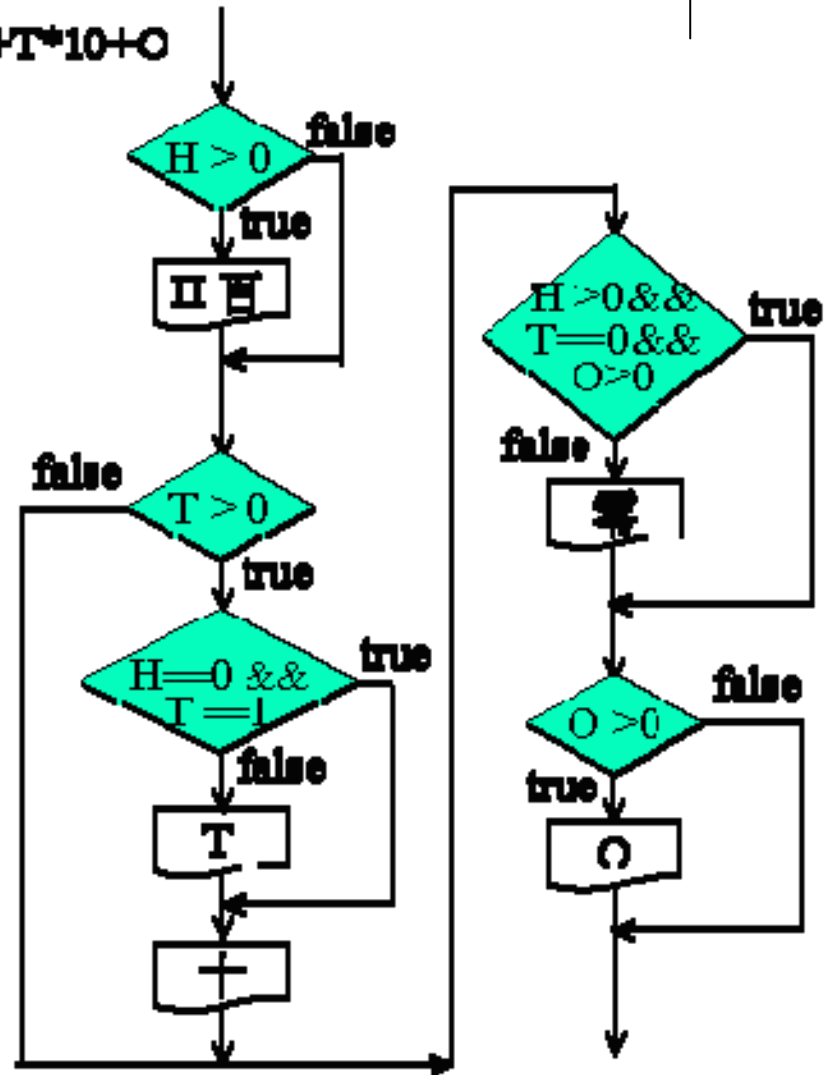 +T*10+O
H > 0
false
true
H 百
T > 0
false
true
H==0 &&
T ==1
true
false
T
十
H >0&&
T==0&&
O>0
true
false
O >0
false
true
O